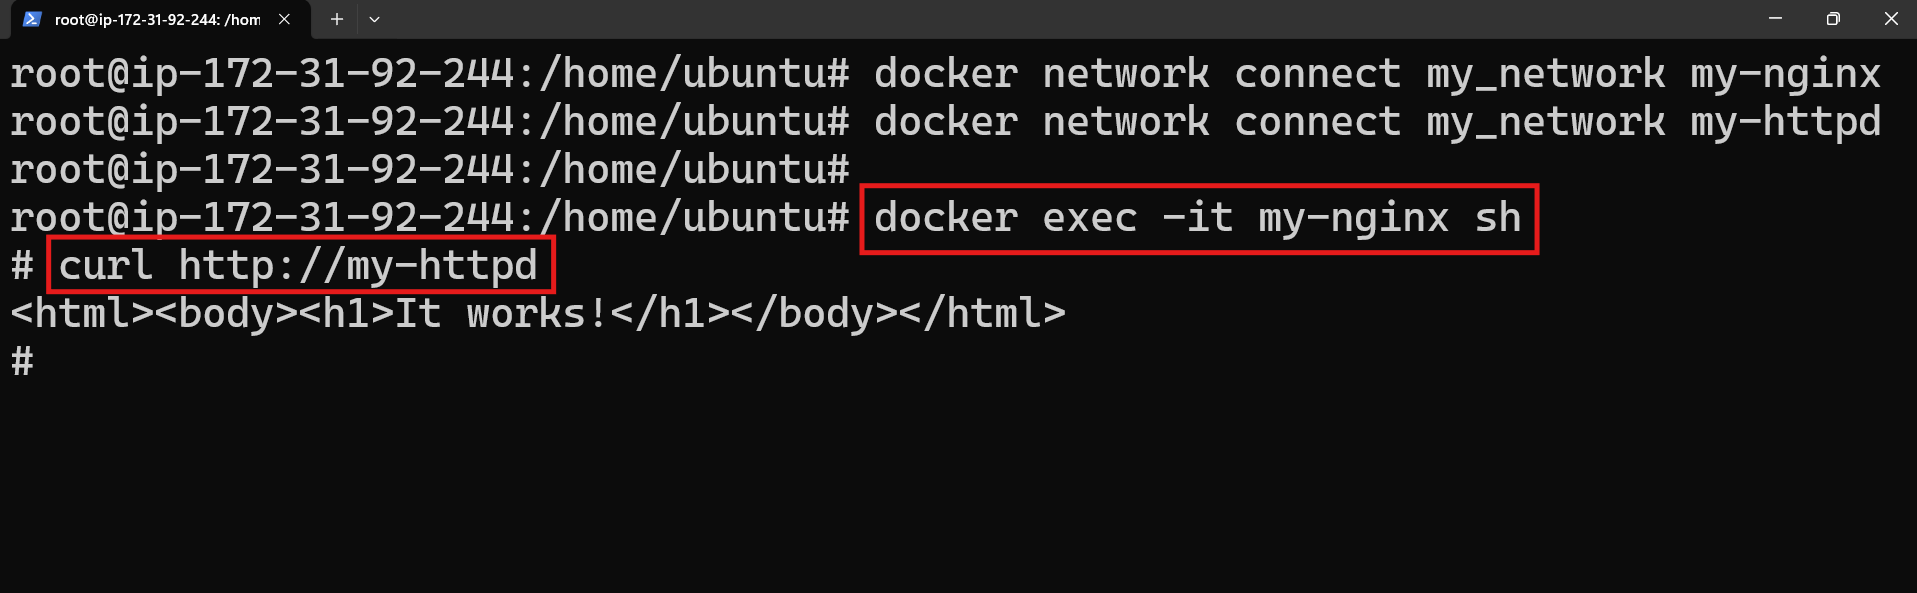 root@ip-172-31-92-244: /hom
root@ip-172-31-92-244:/home/ubuntu# docker network connect my_network my-nginx
root@ip-172-31-92-244:/home/ubuntu# docker network connect my_network my-httpd
root@ip-172-31-92-244:/home/ubuntu#
root@ip-172-31-92-244:/home/ubuntu# docker exec -it my-nginx sh
# curl http://my-httpd
<html><body><h1>It works!</h1></body></html>
#